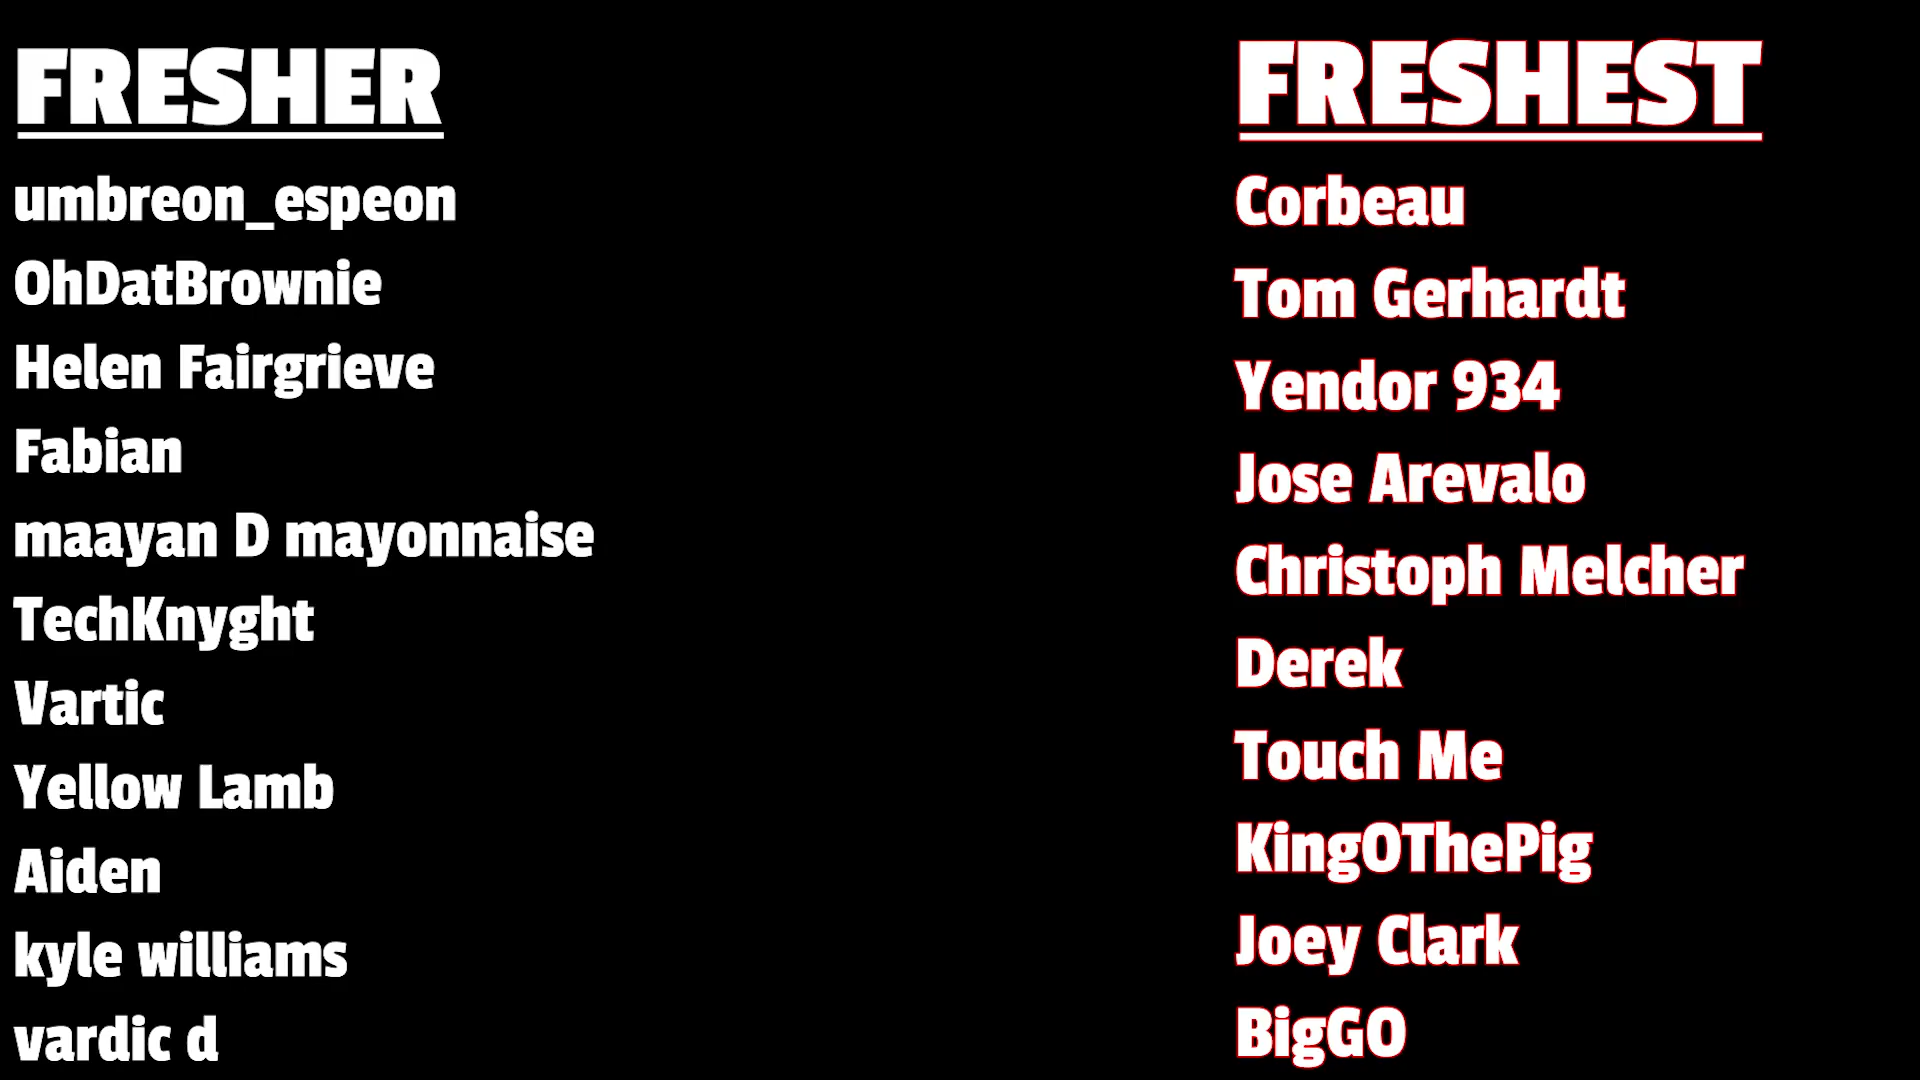 FRESHER
umbreon_espeon
OhDatBrownie
Helen Fairgrieve
Fabian
maayan D mayonnaise
TechKnyght
Vartic
Yellow Lamb
Aiden
kyle williams
vardic d
FRESHEST
Corbeau
Tom Gerhardt
Yendor 934
Jose Arevalo
Christoph Melcher
Derek
Touch Me
KingOThePig
Joey Clark
BigGO